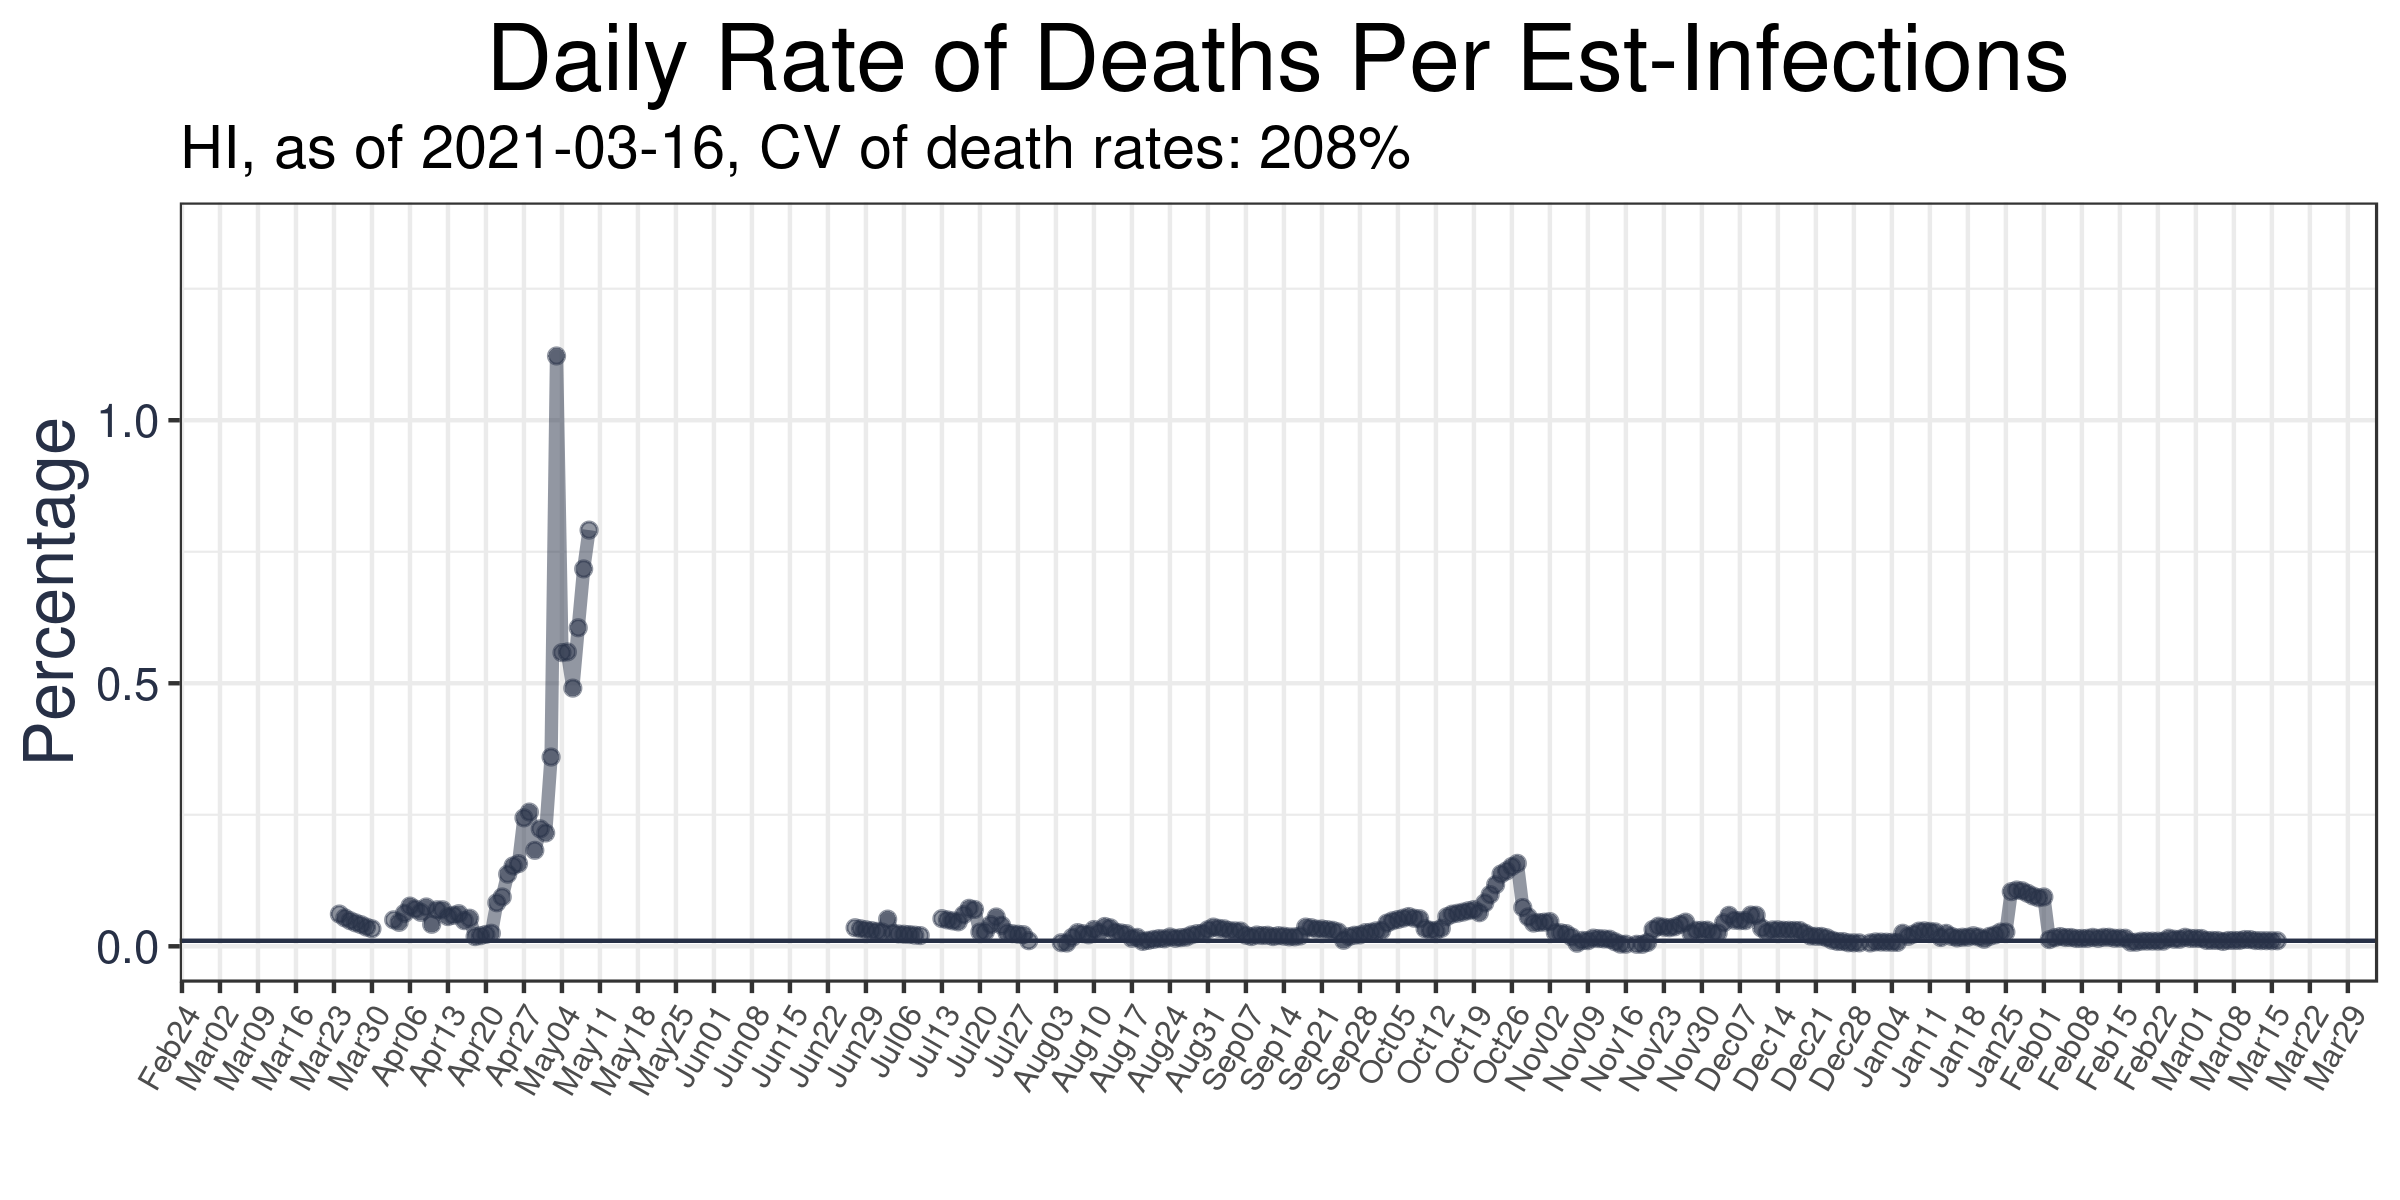 Daily Rate of Deaths Per Est-Infections
HI, as of 2021-03-16, CV of death rates: 208%
Percentage
1.0
0.5
0.0
Feb24
Mar02
Mar09
Mar16
Mar23
Mar30
Apr06
Apr13
Apr20
Apr27
May04
May11
May18
May25
Jun01
Jun08
Jun15
Jun22
Jun29
Jul06
Jul13
Jul20
Jul27
Aug03
Aug10
Aug17
Aug24
Aug31
Sep07
Sep14
Sep21
Sep28
Oct05
Oct12
Oct19
Oct26
Nov02
Nov09
Nov16
Nov23
Nov30
Dec07
Dec14
Dec21
Dec28
Jan04
Jan11
Jan18
Jan25
Feb01
Feb08
Feb15
Feb22
Mar01
Mar08
Mar15
Mar22
Mar29